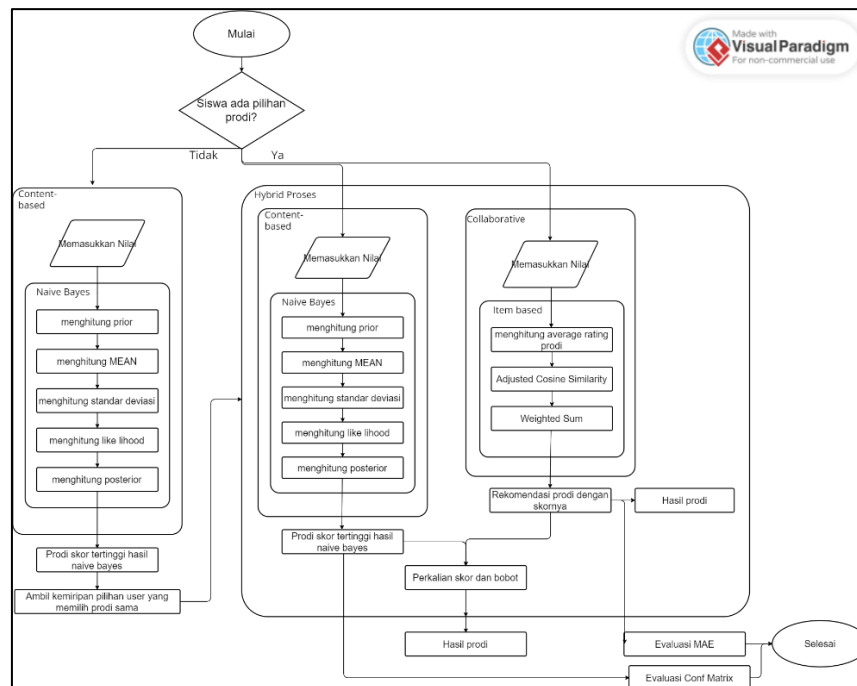 Mulai
Made with
Visual Paradigm
For non-commercial use
Siswa ada pilihan
prodi?
Tidak
Ya
Content-
based
Memasukkan Nilai
Naive Bayes
menghitung prior
menghitung MEAN
menghitung standar deviasi
menghitung like lihood
menghitung posterior
Prodi skor tertinggi hasil
naive bayes
Ambil kemiripan pilihan user yang
memilih prodi sama
Hybrid Proses
Content-
based
Memasukkan Nilai
Naive Bayes
menghitung prior
menghitung MEAN
menghitung standar deviasi
menghitung like lihood
menghitung posterior
Prodi skor tertinggi hasil
naive bayes
Collaborative
Memasukkan Nilai
Item based
menghitung average rating
prodi
Adjusted Cosine Similarity
Weighted Sum
Rekomendasi prodi dengan
skornya
Hasil prodi
Perkalian skor dan bobot
Hasil prodi
Evaluasi MAE
Evaluasi Conf Matrix
Selesai